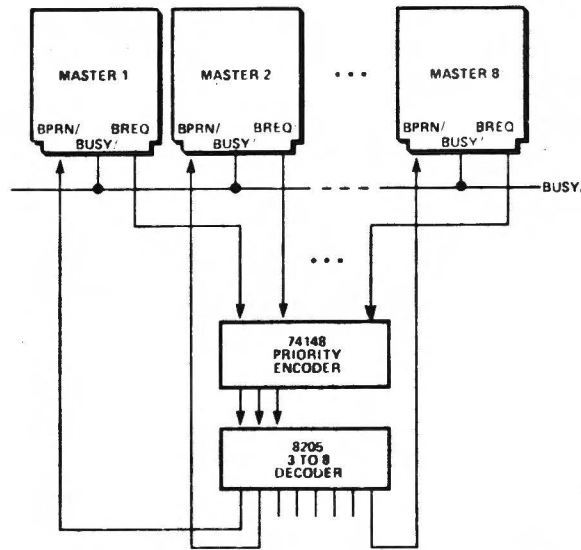 MASTER 1
MASTER 2
• • •
MASTER 8
BPRN/ BREQ
BUSY/
BPRN/ BREQ
BUSY/
BPRN/ BREQ
BUSY/
BUSY/
• • •
74148
PRIORITY
ENCODER
8205
3 TO 8
DECODER